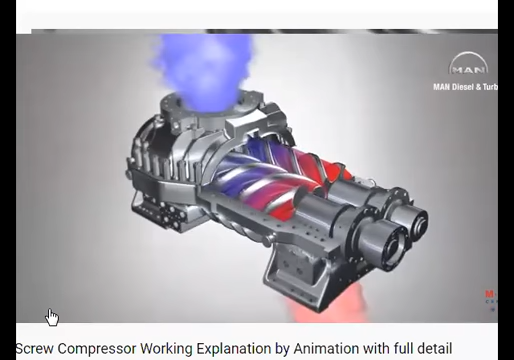 MAN
MAN Diesel & Turb
Screw Compressor Working Explanation by Animation with full detail